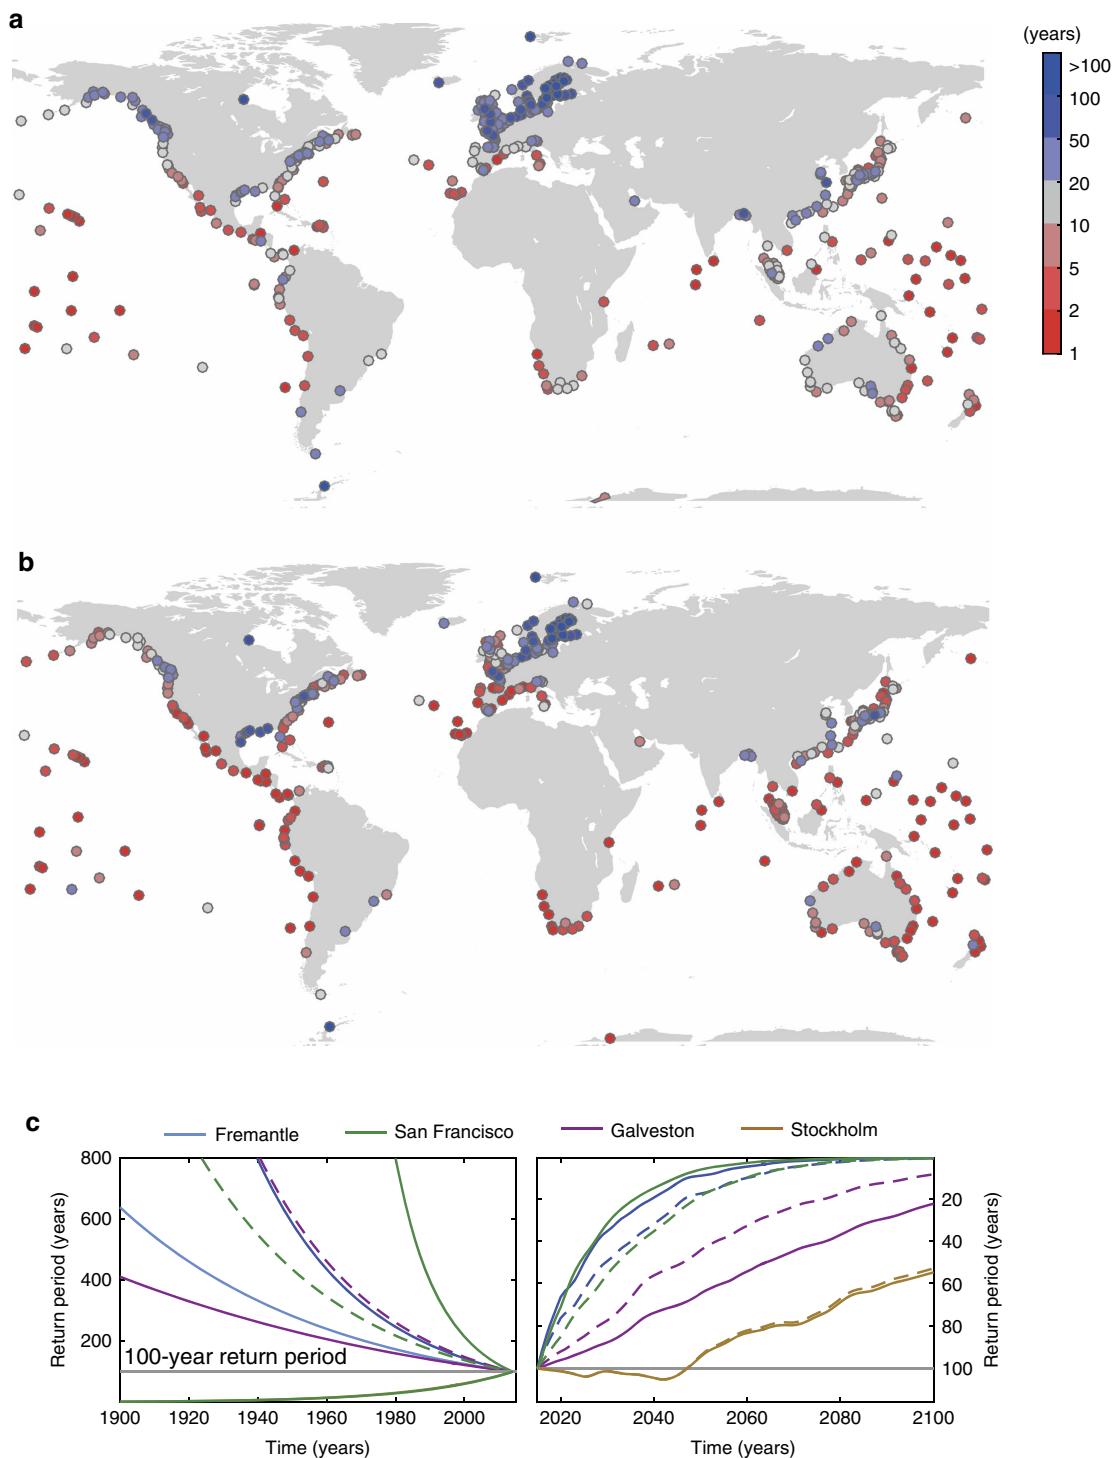 a
(years)
>100
100
50
20
10
5
2
1
b
c
Fremantle
San Francisco
Galveston
Stockholm
800
600
400
200
Return period (years)
100-year return period
1900
1920
1940
1960
1980
2000
Time (years)
20
40
60
80
100
Return period (years)
2020
2040
2060
2080
2100
Time (years)